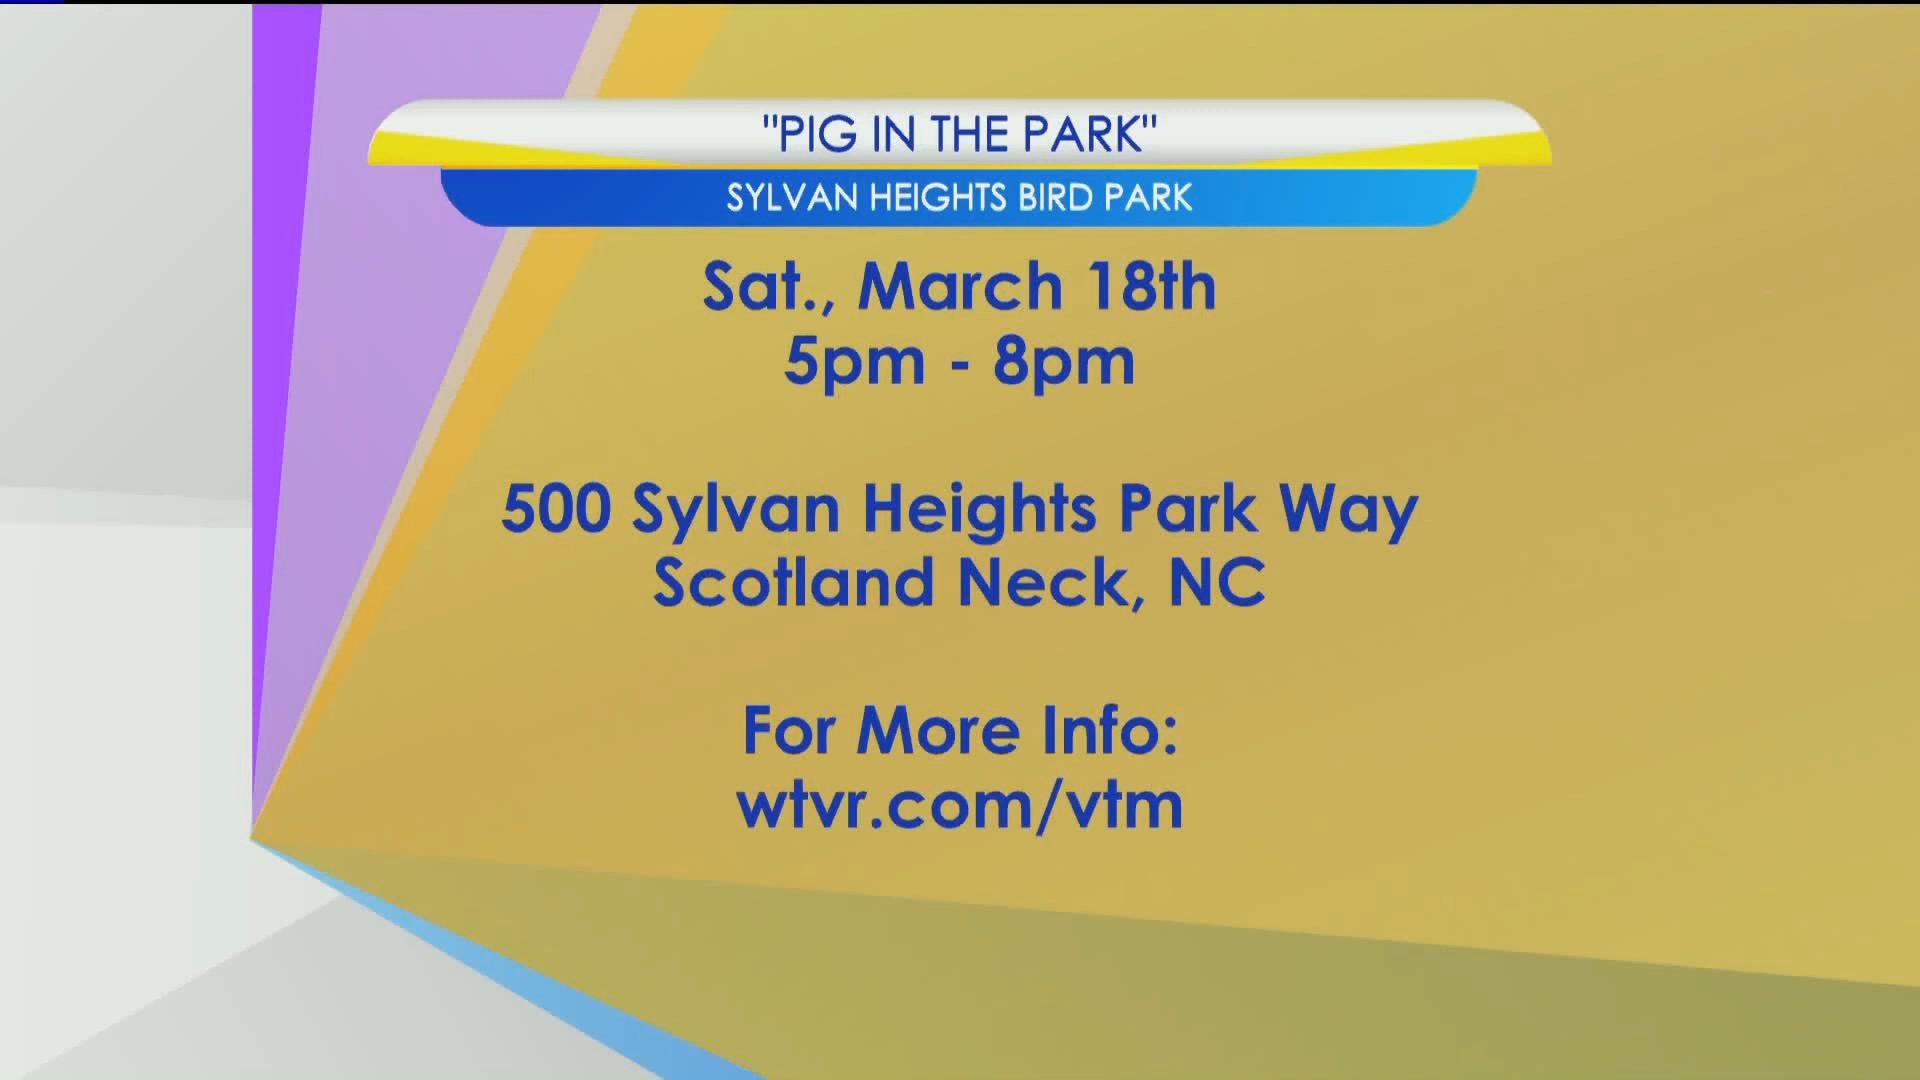 "PIG IN THE PARK"
SYLVAN HEIGHTS BIRD PARK
Sat., March 18th
5pm - 8pm
500 Sylvan Heights Park Way
Scotland Neck, NC
For More Info:
wtvr.com/vtm